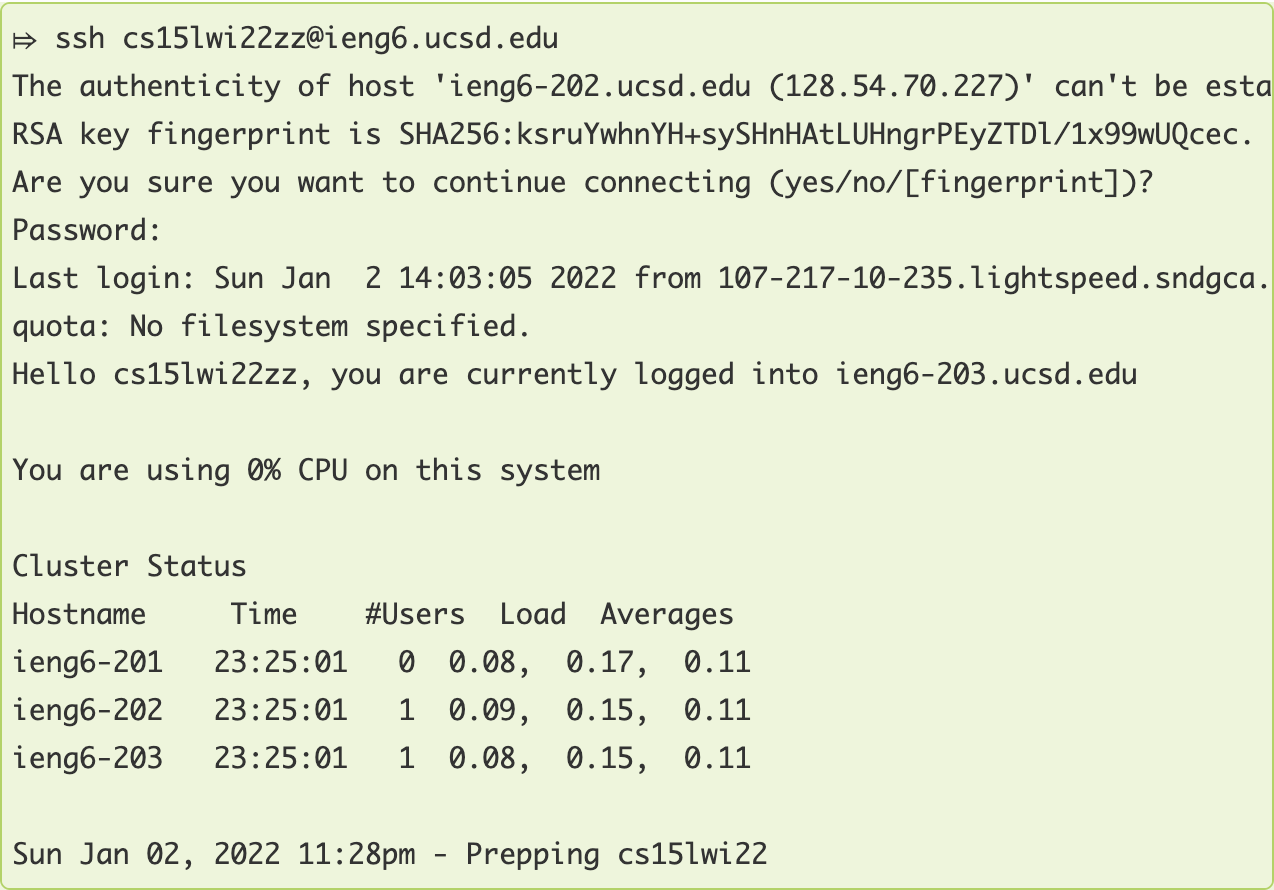 ⤇ ssh cs15lwi22zz@ieng6.ucsd.edu
The authenticity of host 'ieng6-202.ucsd.edu (128.54.70.227)' can't be esta
RSA key fingerprint is SHA256:ksruYwhnYH+sySHnHAtLUHngrPEyZTDl/1x99wUQcec.
Are you sure you want to continue connecting (yes/no/[fingerprint])?
Password:
Last login: Sun Jan  2 14:03:05 2022 from 107-217-10-235.lightspeed.sndgca.
quota: No filesystem specified.
Hello cs15lwi22zz, you are currently logged into ieng6-203.ucsd.edu
You are using 0% CPU on this system
Cluster Status
Hostname     Time    #Users  Load  Averages
ieng6-201   23:25:01   0  0.08,  0.17,  0.11
ieng6-202   23:25:01   1  0.09,  0.15,  0.11
ieng6-203   23:25:01   1  0.08,  0.15,  0.11
Sun Jan 02, 2022 11:28pm - Prepping cs15lwi22